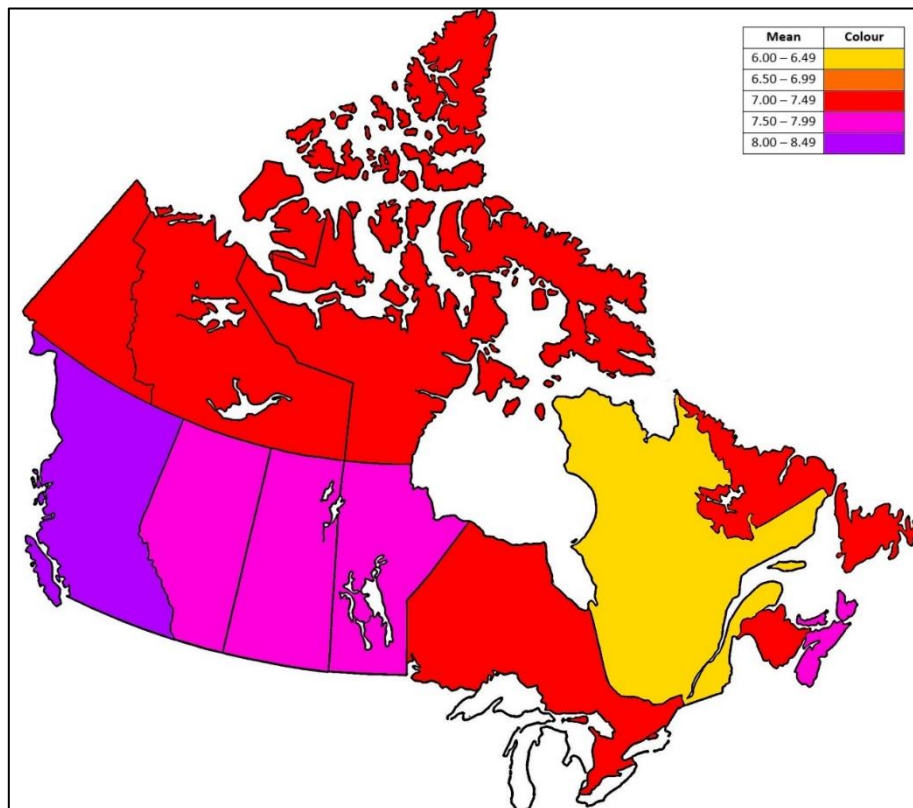 Mean Colour
6.00 – 6.49
6.50 – 6.99
7.00 – 7.49
7.50 – 7.99
8.00 – 8.49